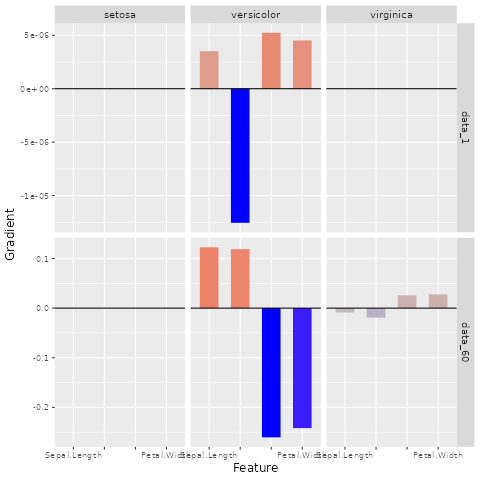 setosa versicolor virginica
5e-06
0e+00
-5e-06
-1e-05
data_1
0.1
0.0
-0.1
-0.2
data_60
Gradient
Sepal.Length Petal.Width Sepal.Length Petal.Width Sepal.Length Petal.Width
Feature